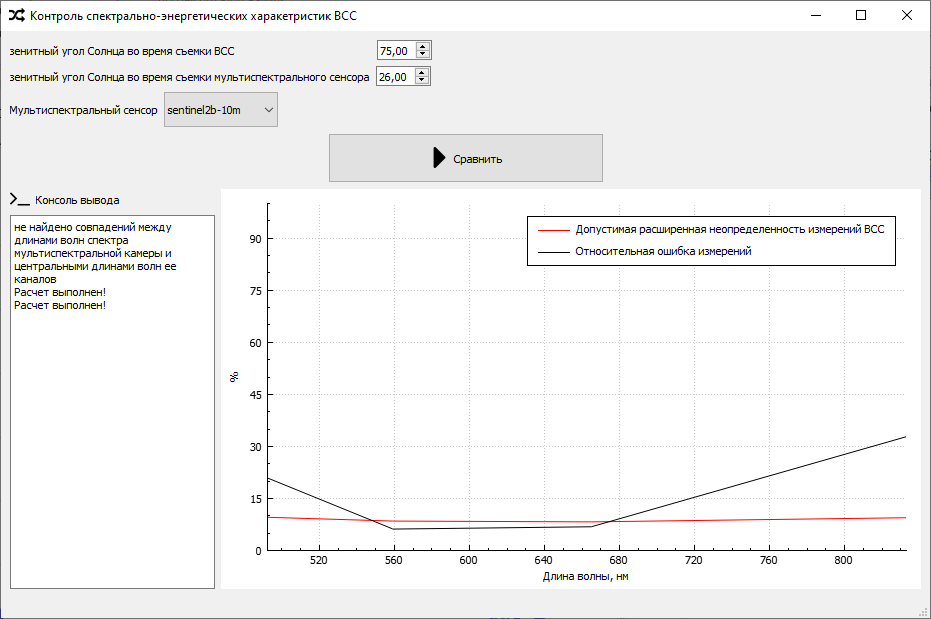 Контроль спектрально-энергетических харакетристик ВСС
зенитный угол Солнца во время съемки ВСС 75,00
зенитный угол Солнца во время съемки мультиспектрального сенсора 26,00
Мультиспектральный сенсор sentinel2b-10m
Сравнить
Консоль вывода
не найдено совпадений между
длинами волн спектра
мультиспектральной камеры и
центральными длинами волн ее
каналов
Расчет выполнен!
Расчет выполнен!
Допустимая расширенная неопределенность измерений ВСС
Относительная ошибка измерений
90
75
60
45
30
15
0
%
520 560 600 640 680 720 760 800
Длина волны, нм